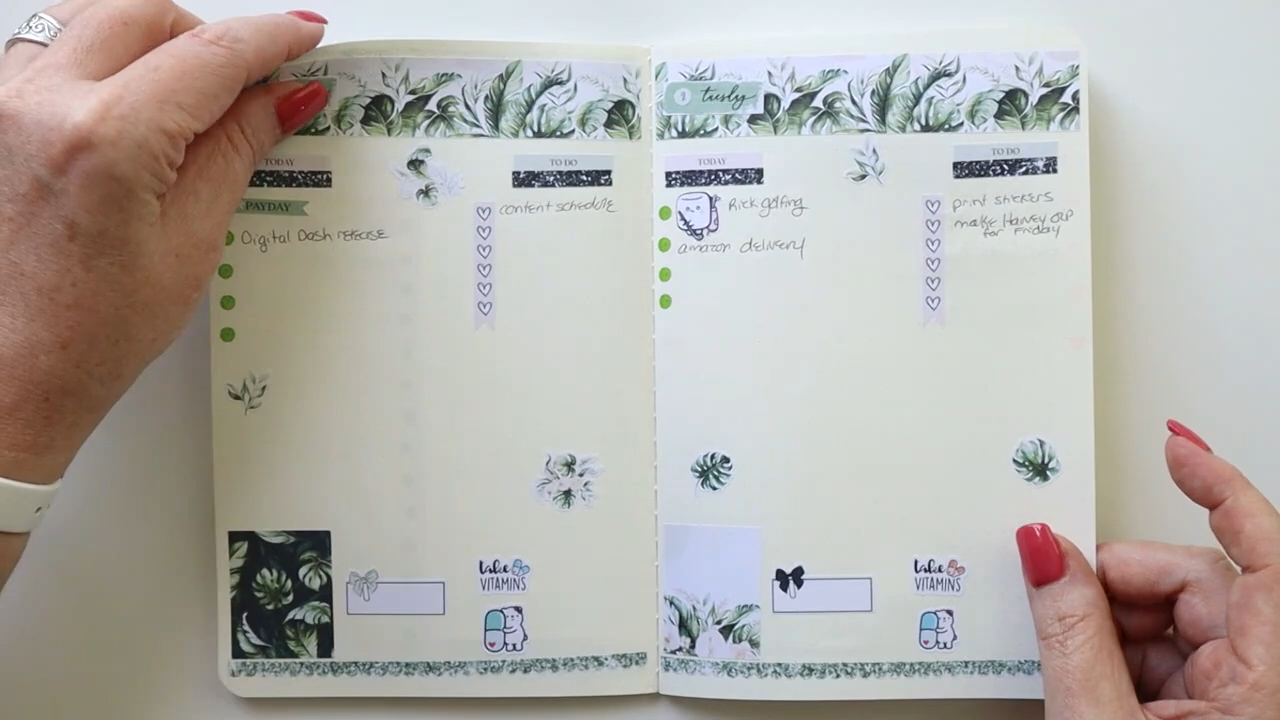 TODAY
TO DO
PAYDAY
content schedule
Digital Dash release
take
VITAMINS
tuesday
TODAY
TO DO
Rick golfing
print stickers
amazon delivery
make Harvey
for Friday
take
VITAMINS